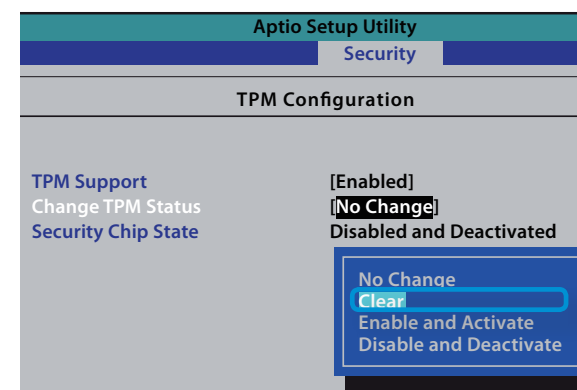 Aptio Setup Utility
Security
TPM Configuration
TPM Support [Enabled]
Change TPM Status [No Change]
Security Chip State Disabled and Deactivated
No Change
Clear
Enable and Activate
Disable and Deactivate